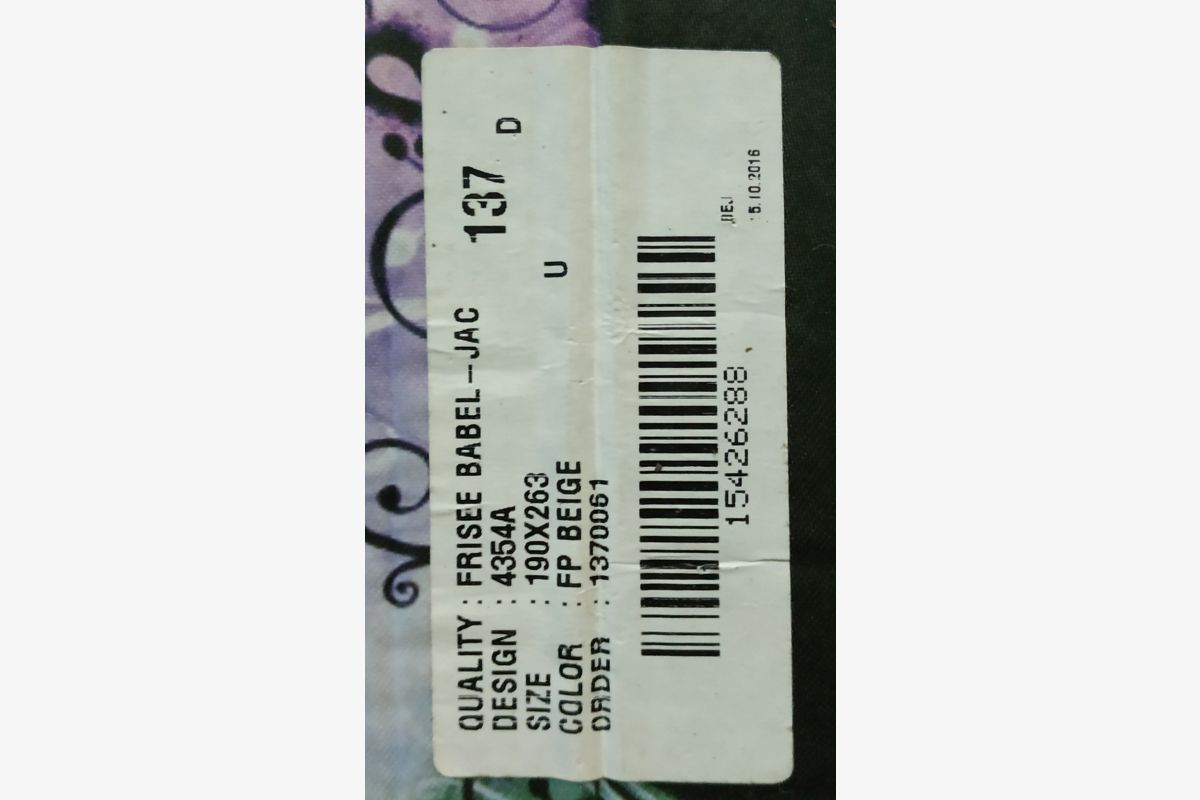 QUALITY : FRISEE BABEL-JAC 137
DESIGN : 4354A D
SIZE : 190X263
COLOR : FP BEIGE U
ORDER : 1370061
15426288
15.10.2016